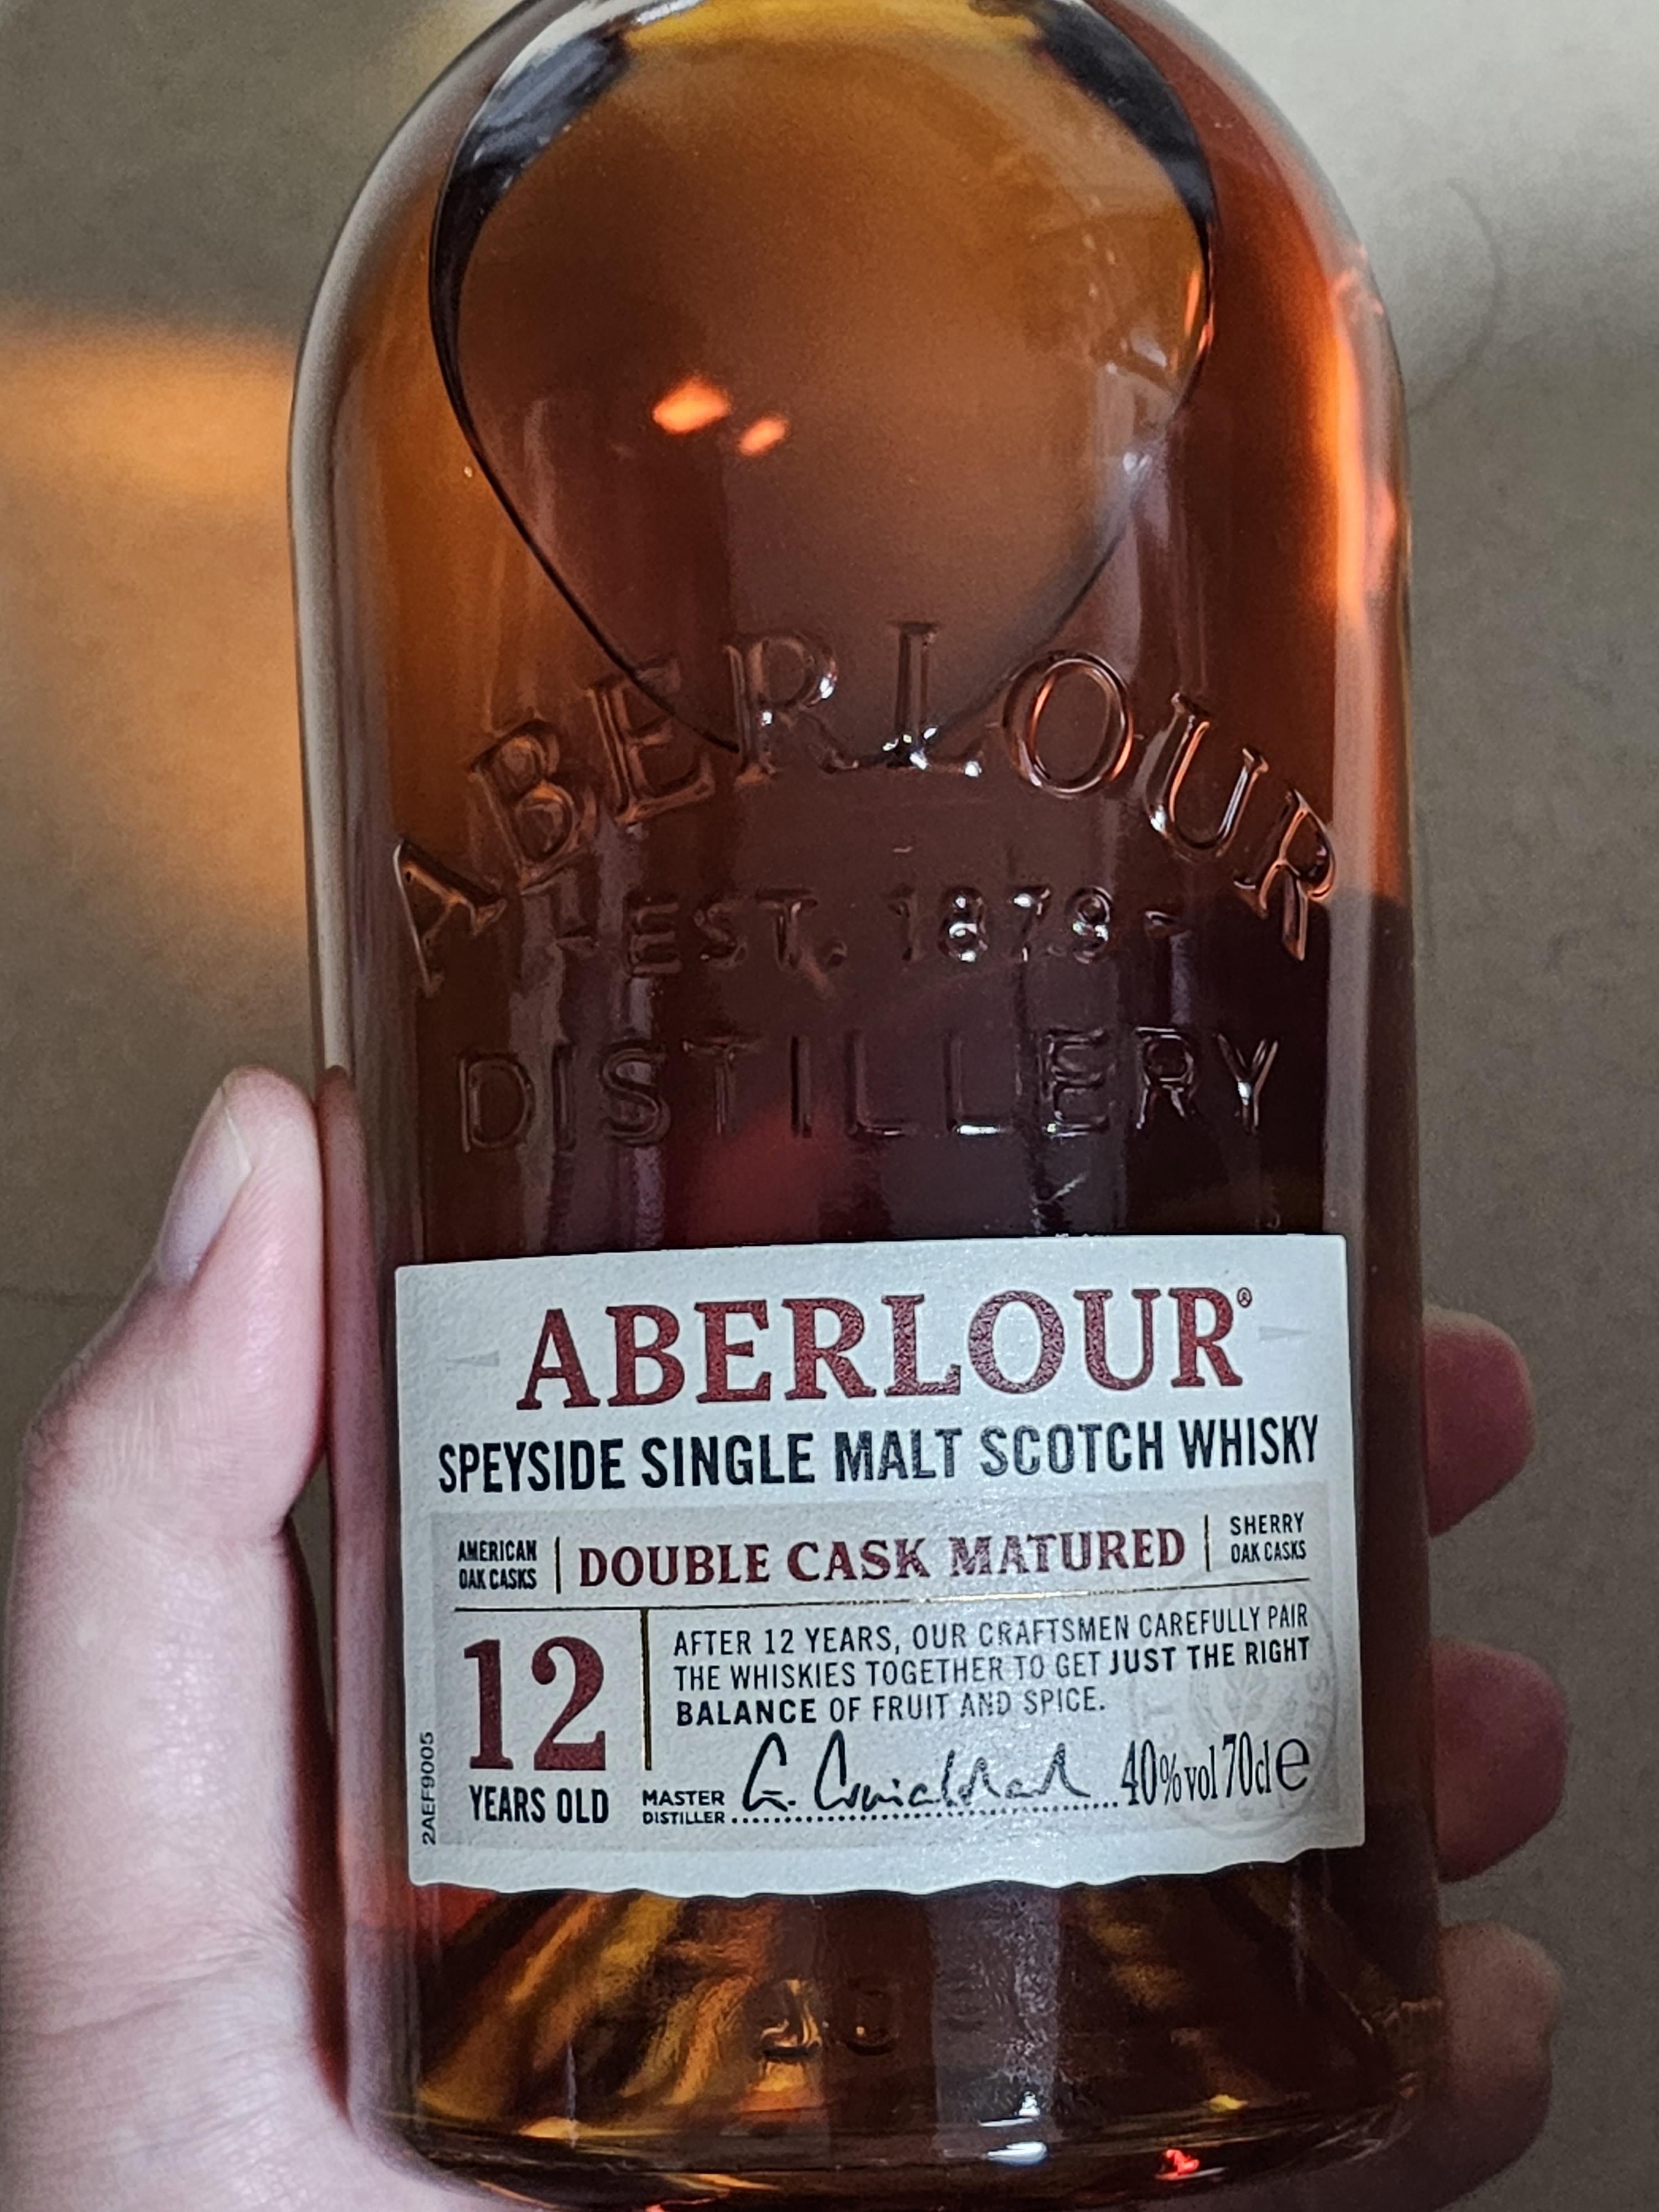 ABERLOUR
- EST. 1879 -
DISTILLERY
ABERLOUR®
SPEYSIDE SINGLE MALT SCOTCH WHISKY
AMERICAN
OAK CASKS
DOUBLE CASK MATURED
SHERRY
OAK CASKS
12
YEARS OLD
AFTER 12 YEARS, OUR CRAFTSMEN CAREFULLY PAIR
THE WHISKIES TOGETHER TO GET JUST THE RIGHT
BALANCE OF FRUIT AND SPICE.
MASTER
DISTILLER
40%vol 70cl e
2AEF9005